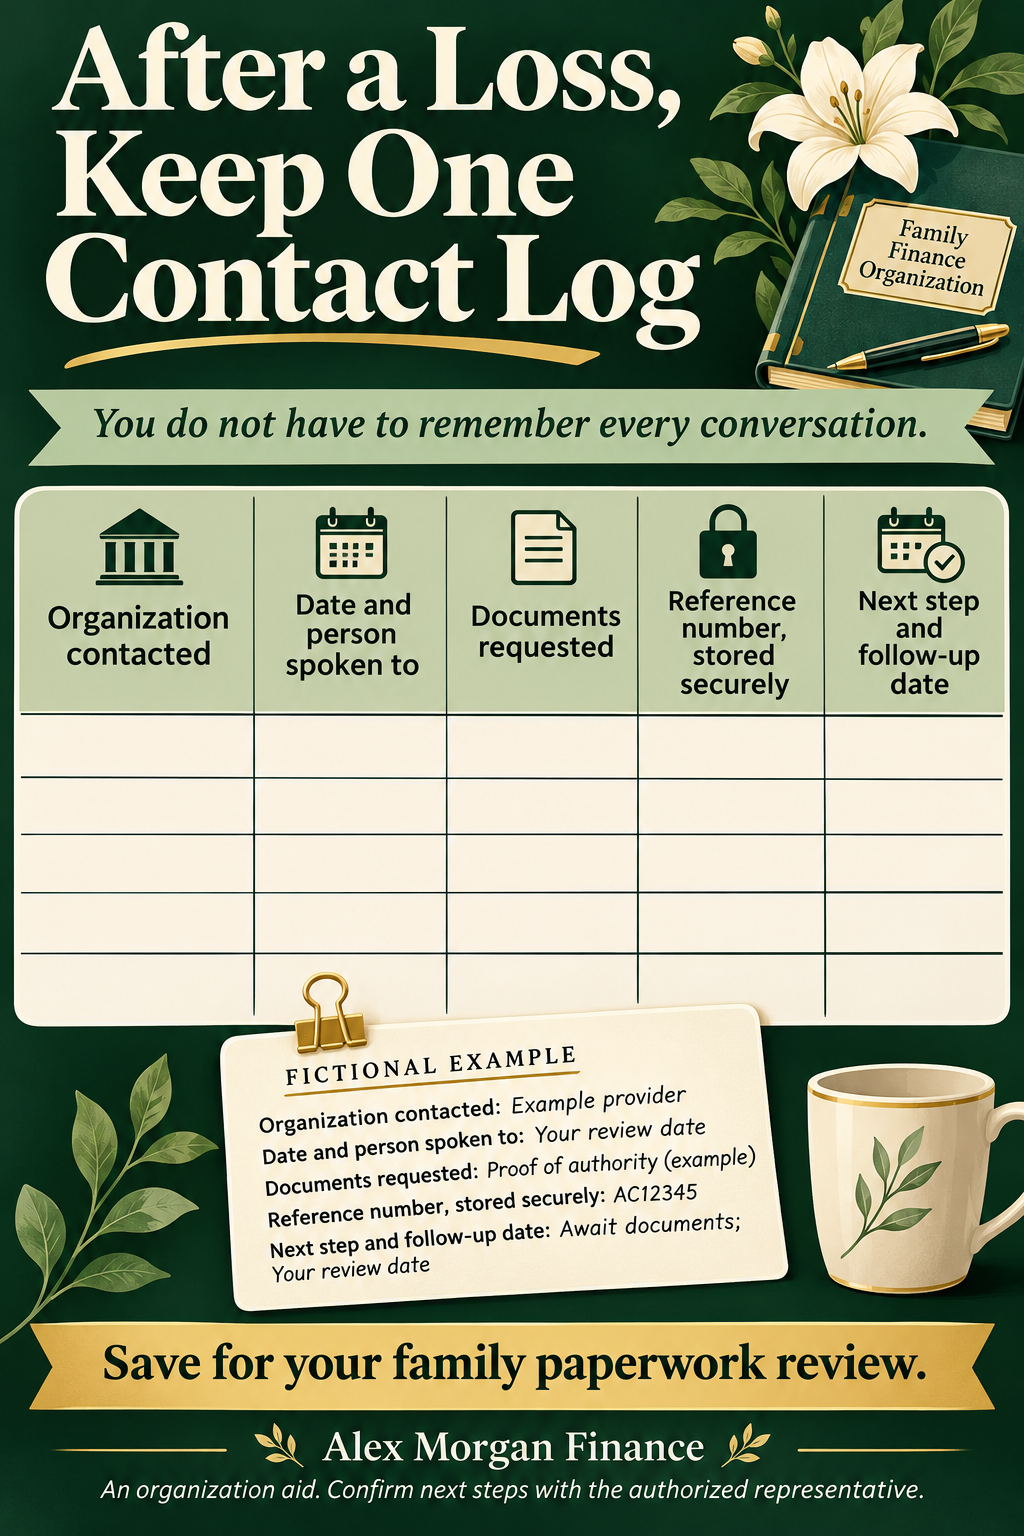 After a Loss,
Keep One
Contact Log
Family
Finance
Organization
You do not have to remember every conversation.
Organization
contacted
Date and
person
spoken to
Documents
requested
Reference
number,
stored
securely
Next step
and
follow-up
date
FICTIONAL EXAMPLE
Organization contacted: Example provider
Date and person spoken to: Your review date
Documents requested: Proof of authority (example)
Reference number, stored securely: AC12345
Next step and follow-up date: Await documents;
Your review date
Save for your family paperwork review.
Alex Morgan Finance
An organization aid. Confirm next steps with the authorized representative.